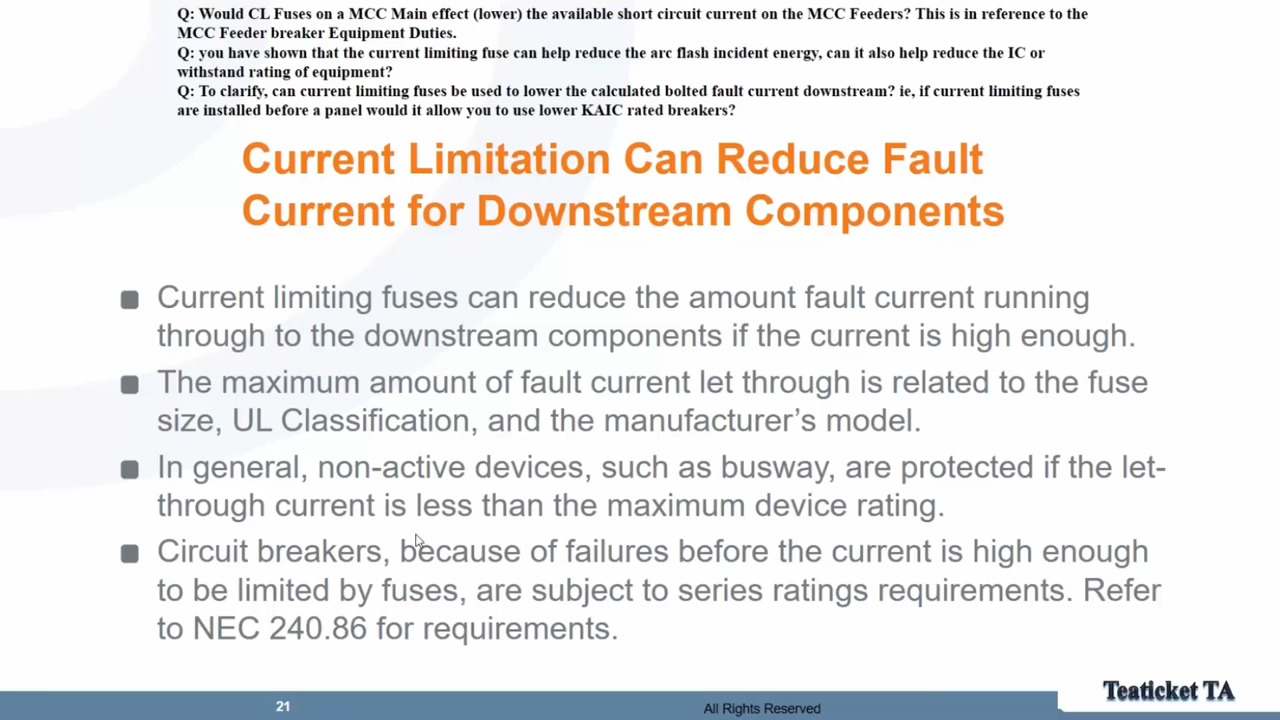 Q: Would CL Fuses on a MCC Main effect (lower) the available short circuit current on the MCC Feeders? This is in reference to the
MCC Feeder breaker Equipment Duties.
Q: you have shown that the current limiting fuse can help reduce the arc flash incident energy, can it also help reduce the IC or
withstand rating of equipment?
Q: To clarify, can current limiting fuses be used to lower the calculated bolted fault current downstream? ie, if current limiting fuses
are installed before a panel would it allow you to use lower KAIC rated breakers?
Current Limitation Can Reduce Fault
Current for Downstream Components
Current limiting fuses can reduce the amount fault current running
through to the downstream components if the current is high enough.
The maximum amount of fault current let through is related to the fuse
size, UL Classification, and the manufacturer’s model.
In general, non-active devices, such as busway, are protected if the let-
through current is less than the maximum device rating.
Circuit breakers, because of failures before the current is high enough
to be limited by fuses, are subject to series ratings requirements. Refer
to NEC 240.86 for requirements.
21
All Rights Reserved
Teaticket TA